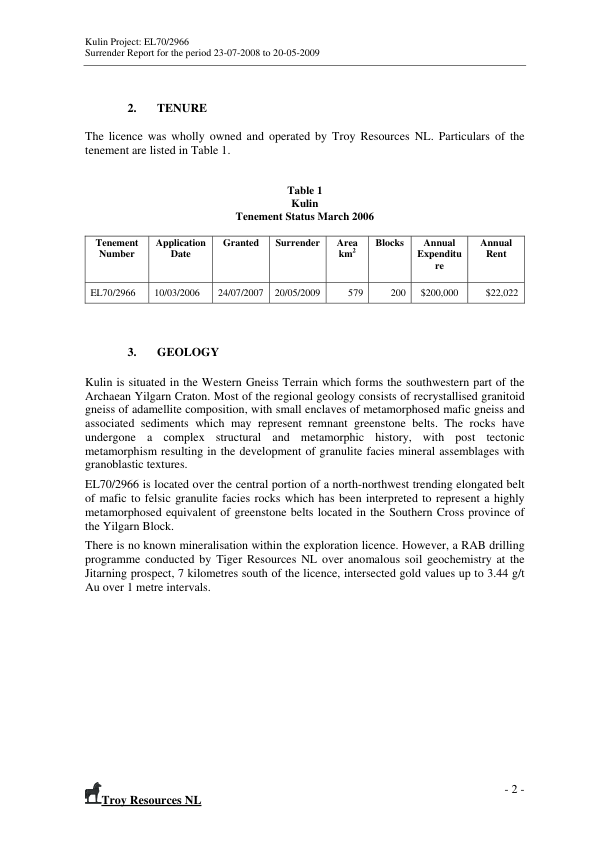 Kulin Project: EL70/2966
Surrender Report for the period 23-07-2008 to 20-05-2009
2. TENURE
The licence was wholly owned and operated by Troy Resources NL. Particulars of the
tenement are listed in Table 1.
Table 1
Kulin
Tenement Status March 2006
Tenement Number Application Date Granted Surrender Area km² Blocks Annual Expenditu re Annual Rent
EL70/2966 10/03/2006 24/07/2007 20/05/2009 579 200 $200,000 $22,022
3. GEOLOGY
Kulin is situated in the Western Gneiss Terrain which forms the southwestern part of the
Archaean Yilgarn Craton. Most of the regional geology consists of recrystallised granitoid
gneiss of adamellite composition, with small enclaves of metamorphosed mafic gneiss and
associated sediments which may represent remnant greenstone belts. The rocks have
undergone a complex structural and metamorphic history, with post tectonic
metamorphism resulting in the development of granulite facies mineral assemblages with
granoblastic textures.
EL70/2966 is located over the central portion of a north-northwest trending elongated belt
of mafic to felsic granulite facies rocks which has been interpreted to represent a highly
metamorphosed equivalent of greenstone belts located in the Southern Cross province of
the Yilgarn Block.
There is no known mineralisation within the exploration licence. However, a RAB drilling
programme conducted by Tiger Resources NL over anomalous soil geochemistry at the
Jitarning prospect, 7 kilometres south of the licence, intersected gold values up to 3.44 g/t
Au over 1 metre intervals.
- 2 -
Troy Resources NL